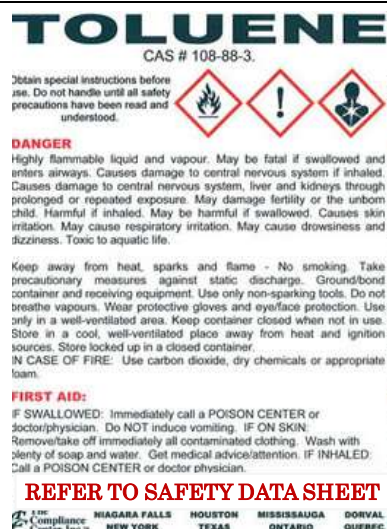 TOLUENE
CAS # 108-88-3.
Obtain special instructions before
use. Do not handle until all safety
precautions have been read and
understood.
DANGER
Highly flammable liquid and vapour. May be fatal if swallowed and
enters airways. Causes damage to central nervous system if inhaled.
Causes damage to central nervous system, liver and kidneys through
prolonged or repeated exposure. May damage fertility or the unborn
child. Harmful if inhaled. May be harmful if swallowed. Causes skin
irritation. May cause respiratory irritation. May cause drowsiness and
dizziness. Toxic to aquatic life.
Keep away from heat, sparks and flame - No smoking. Take
precautionary measures against static discharge. Ground/bond
container and receiving equipment. Use only non-sparking tools. Do not
breathe vapours. Wear protective gloves and eye/face protection. Use
only in a well-ventilated area. Keep container closed when not in use.
Store in a cool, well-ventilated place away from heat and ignition
sources. Store locked up in a closed container.
IN CASE OF FIRE: Use carbon dioxide, dry chemicals or appropriate
foam.
FIRST AID:
IF SWALLOWED: Immediately call a POISON CENTER or
doctor/physician. Do NOT induce vomiting. IF ON SKIN:
Remove/take off immediately all contaminated clothing. Wash with
plenty of soap and water. Get medical advice/attention. IF INHALED:
Call a POISON CENTER or doctor physician.
REFER TO SAFETY DATA SHEET
Compliance NIAGARA FALLS HOUSTON MISSISSAUGA DORVAL
NEW YORK TEXAS ONTARIO QUEBEC